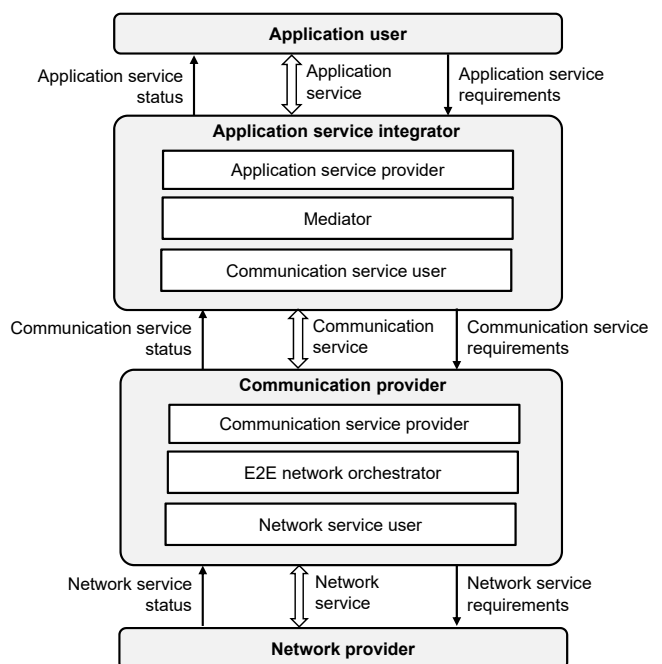 Application user
Application service
status
Application
service
Application service
requirements
Application service integrator
Application service provider
Mediator
Communication service user
Communication service
status
Communication
service
Communication service
requirements
Communication provider
Communication service provider
E2E network orchestrator
Network service user
Network service
status
Network
service
Network service
requirements
Network provider